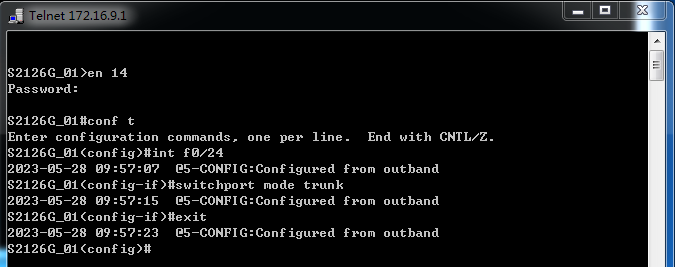 Telnet 172.16.9.1
S2126G_01>en 14
Password:
S2126G_01#conf t
Enter configuration commands, one per line.  End with CNTL/Z.
S2126G_01(config)#int f0/24
2023-05-28 09:57:07  @5-CONFIG:Configured from outband
S2126G_01(config-if)#switchport mode trunk
2023-05-28 09:57:15  @5-CONFIG:Configured from outband
S2126G_01(config-if)#exit
2023-05-28 09:57:23  @5-CONFIG:Configured from outband
S2126G_01(config)#